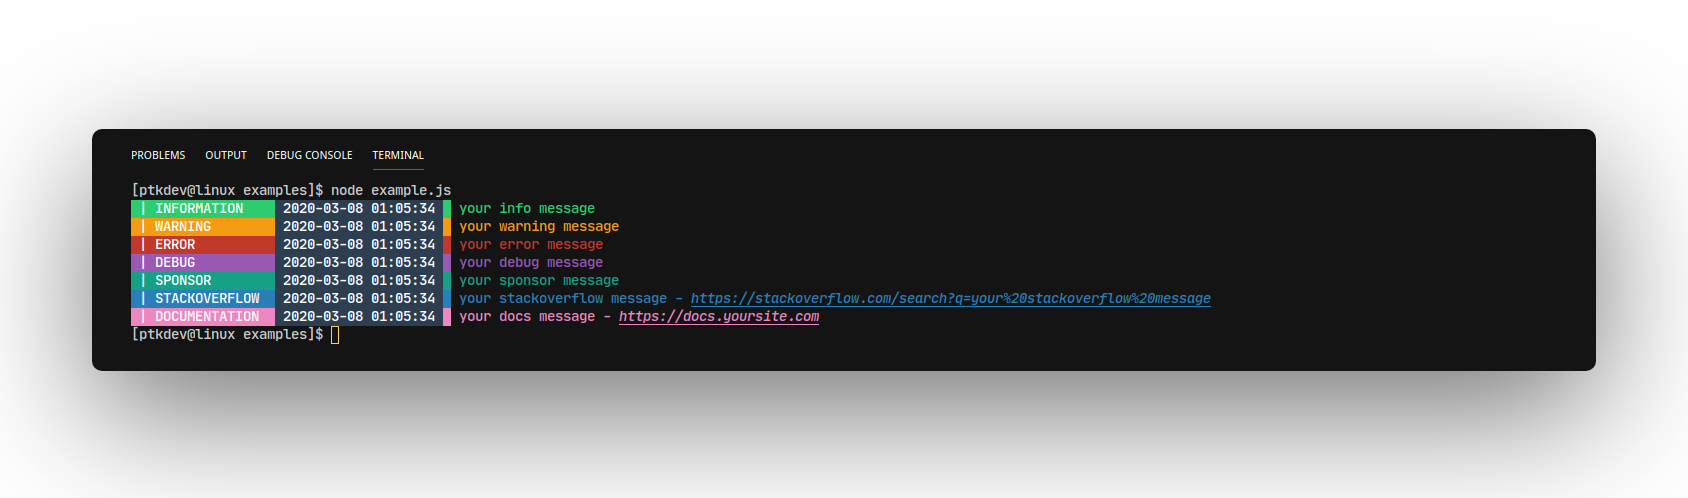 PROBLEMS OUTPUT DEBUG CONSOLE TERMINAL
[ptkdev@linux examples]$ node example.js
| INFORMATION 2020-03-08 01:05:34 your info message
| WARNING 2020-03-08 01:05:34 your warning message
| ERROR 2020-03-08 01:05:34 your error message
| DEBUG 2020-03-08 01:05:34 your debug message
| SPONSOR 2020-03-08 01:05:34 your sponsor message
| STACKOVERFLOW 2020-03-08 01:05:34 your stackoverflow message - https://stackoverflow.com/search?q=your%20stackoverflow%20message
| DOCUMENTATION 2020-03-08 01:05:34 your docs message - https://docs.yoursite.com
[ptkdev@linux examples]$